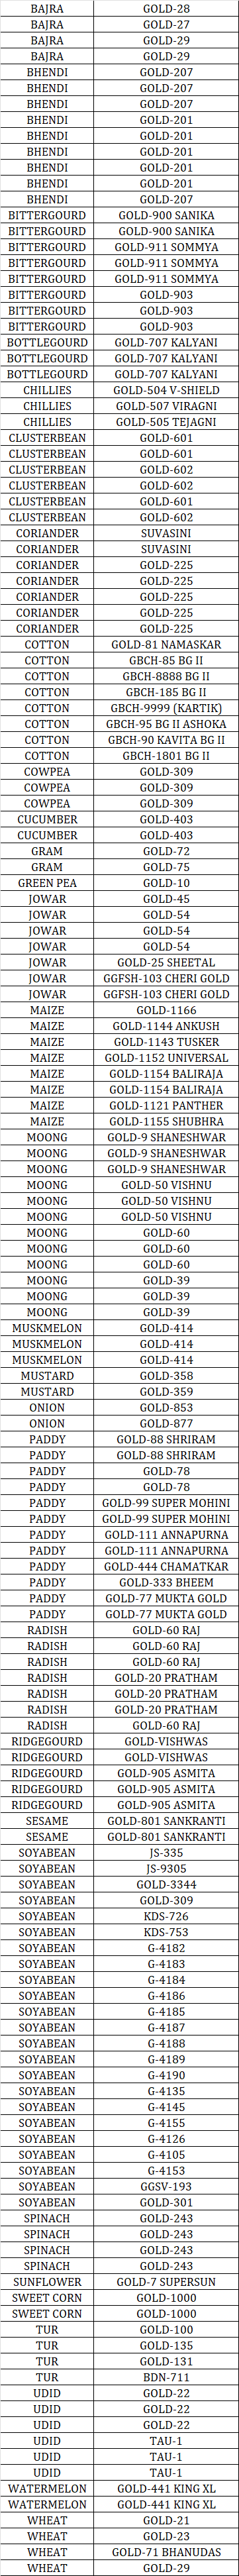 BAJRA GOLD-28
BAJRA GOLD-27
BAJRA GOLD-29
BAJRA GOLD-29
BHENDI GOLD-207
BHENDI GOLD-207
BHENDI GOLD-207
BHENDI GOLD-201
BHENDI GOLD-201
BHENDI GOLD-201
BHENDI GOLD-201
BHENDI GOLD-201
BHENDI GOLD-207
BITTERGOURD GOLD-900 SANIKA
BITTERGOURD GOLD-900 SANIKA
BITTERGOURD GOLD-911 SOMMYA
BITTERGOURD GOLD-911 SOMMYA
BITTERGOURD GOLD-911 SOMMYA
BITTERGOURD GOLD-903
BITTERGOURD GOLD-903
BITTERGOURD GOLD-903
BOTTLEGOURD GOLD-707 KALYANI
BOTTLEGOURD GOLD-707 KALYANI
BOTTLEGOURD GOLD-707 KALYANI
CHILLIES GOLD-504 V-SHIELD
CHILLIES GOLD-507 VIRAGNI
CHILLIES GOLD-505 TEJAGNI
CLUSTERBEAN GOLD-601
CLUSTERBEAN GOLD-601
CLUSTERBEAN GOLD-602
CLUSTERBEAN GOLD-602
CLUSTERBEAN GOLD-601
CLUSTERBEAN GOLD-602
CORIANDER SUVASINI
CORIANDER SUVASINI
CORIANDER GOLD-225
CORIANDER GOLD-225
CORIANDER GOLD-225
CORIANDER GOLD-225
CORIANDER GOLD-225
COTTON GOLD-81 NAMASKAR
COTTON GBCH-85 BG II
COTTON GBCH-8888 BG II
COTTON GBCH-185 BG II
COTTON GBCH-9999 (KARTIK)
COTTON GBCH-95 BG II ASHOKA
COTTON GBCH-90 KAVITA BG II
COTTON GBCH-1801 BG II
COWPEA GOLD-309
COWPEA GOLD-309
COWPEA GOLD-309
CUCUMBER GOLD-403
CUCUMBER GOLD-403
GRAM GOLD-72
GRAM GOLD-75
GREEN PEA GOLD-10
JOWAR GOLD-45
JOWAR GOLD-54
JOWAR GOLD-54
JOWAR GOLD-54
JOWAR GOLD-25 SHEETAL
JOWAR GGFSH-103 CHERI GOLD
JOWAR GGFSH-103 CHERI GOLD
MAIZE GOLD-1166
MAIZE GOLD-1144 ANKUSH
MAIZE GOLD-1143 TUSKER
MAIZE GOLD-1152 UNIVERSAL
MAIZE GOLD-1154 BALIRAJA
MAIZE GOLD-1154 BALIRAJA
MAIZE GOLD-1121 PANTHER
MAIZE GOLD-1155 SHUBHRA
MOONG GOLD-9 SHANESHWAR
MOONG GOLD-9 SHANESHWAR
MOONG GOLD-9 SHANESHWAR
MOONG GOLD-50 VISHNU
MOONG GOLD-50 VISHNU
MOONG GOLD-50 VISHNU
MOONG GOLD-60
MOONG GOLD-60
MOONG GOLD-60
MOONG GOLD-39
MOONG GOLD-39
MOONG GOLD-39
MUSKMELON GOLD-414
MUSKMELON GOLD-414
MUSKMELON GOLD-414
MUSTARD GOLD-358
MUSTARD GOLD-359
ONION GOLD-853
ONION GOLD-877
PADDY GOLD-88 SHRIRAM
PADDY GOLD-88 SHRIRAM
PADDY GOLD-78
PADDY GOLD-78
PADDY GOLD-99 SUPER MOHINI
PADDY GOLD-99 SUPER MOHINI
PADDY GOLD-111 ANNAPURNA
PADDY GOLD-111 ANNAPURNA
PADDY GOLD-444 CHAMATKAR
PADDY GOLD-333 BHEEM
PADDY GOLD-77 MUKTA GOLD
PADDY GOLD-77 MUKTA GOLD
RADISH GOLD-60 RAJ
RADISH GOLD-60 RAJ
RADISH GOLD-60 RAJ
RADISH GOLD-20 PRATHAM
RADISH GOLD-20 PRATHAM
RADISH GOLD-20 PRATHAM
RADISH GOLD-60 RAJ
RIDGEGOURD GOLD-VISHWAS
RIDGEGOURD GOLD-VISHWAS
RIDGEGOURD GOLD-905 ASMITA
RIDGEGOURD GOLD-905 ASMITA
RIDGEGOURD GOLD-905 ASMITA
SESAME GOLD-801 SANKRANTI
SESAME GOLD-801 SANKRANTI
SOYABEAN JS-335
SOYABEAN JS-9305
SOYABEAN GOLD-3344
SOYABEAN GOLD-309
SOYABEAN KDS-726
SOYABEAN KDS-753
SOYABEAN G-4182
SOYABEAN G-4183
SOYABEAN G-4184
SOYABEAN G-4186
SOYABEAN G-4185
SOYABEAN G-4187
SOYABEAN G-4188
SOYABEAN G-4189
SOYABEAN G-4190
SOYABEAN G-4135
SOYABEAN G-4145
SOYABEAN G-4155
SOYABEAN G-4126
SOYABEAN G-4105
SOYABEAN G-4153
SOYABEAN GGSV-193
SOYABEAN GOLD-301
SPINACH GOLD-243
SPINACH GOLD-243
SPINACH GOLD-243
SPINACH GOLD-243
SUNFLOWER GOLD-7 SUPERSUN
SWEET CORN GOLD-1000
SWEET CORN GOLD-1000
TUR GOLD-100
TUR GOLD-135
TUR GOLD-131
TUR BDN-711
UDID GOLD-22
UDID GOLD-22
UDID GOLD-22
UDID TAU-1
UDID TAU-1
UDID TAU-1
WATERMELON GOLD-441 KING XL
WATERMELON GOLD-441 KING XL
WHEAT GOLD-21
WHEAT GOLD-23
WHEAT GOLD-71 BHANUDAS
WHEAT GOLD-29